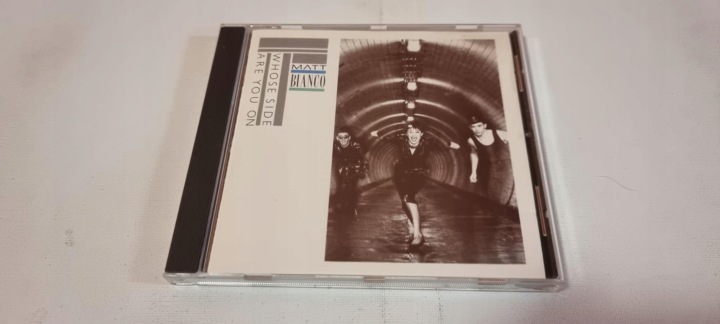 MATT
BIANCO
WHOSE SIDE
ARE YOU ON